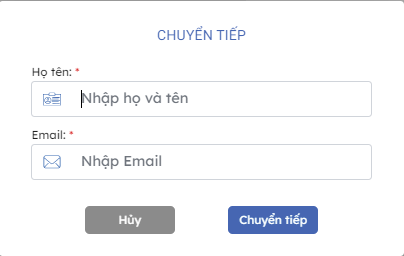 CHUYỂN TIẾP
Họ tên: *
Nhập họ và tên
Email: *
Nhập Email
Hủy
Chuyển tiếp